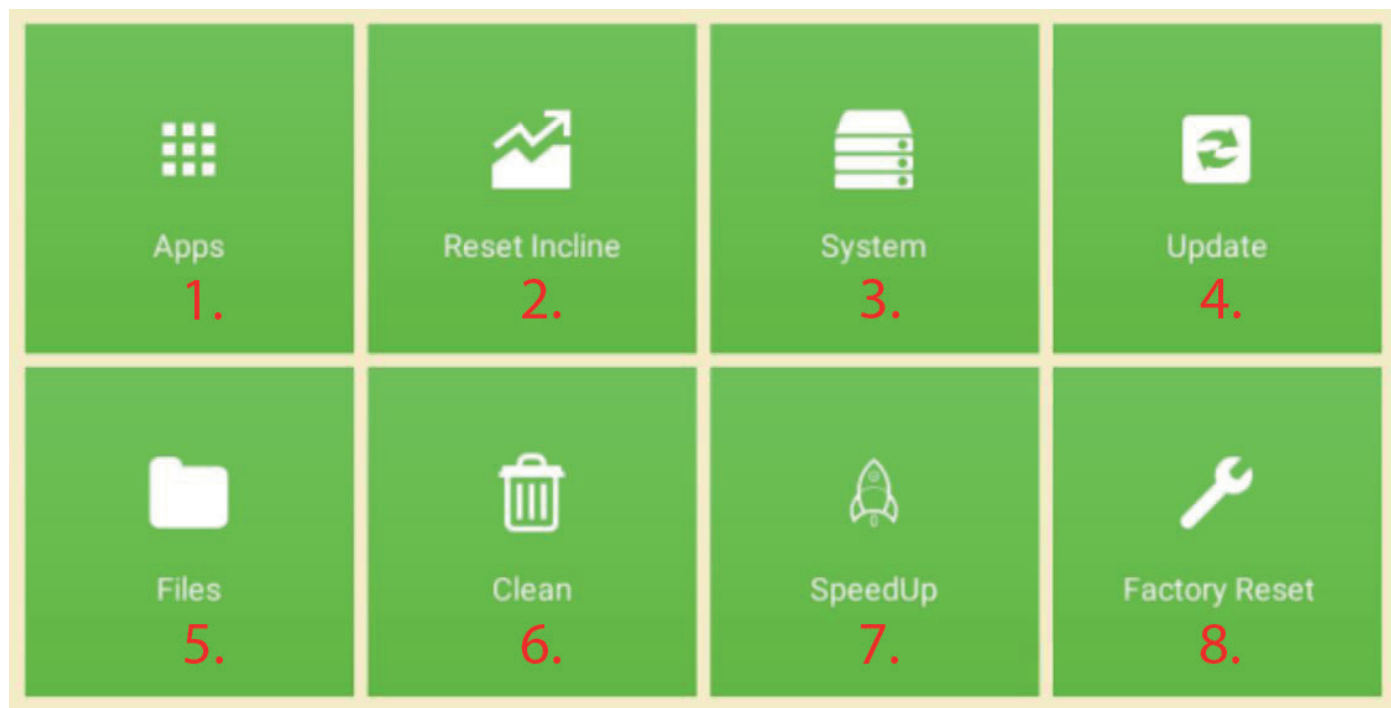 Apps
Reset Incline
System
Update
1.
2.
3.
4.
Files
Clean
SpeedUp
Factory Reset
5.
6.
7.
8.